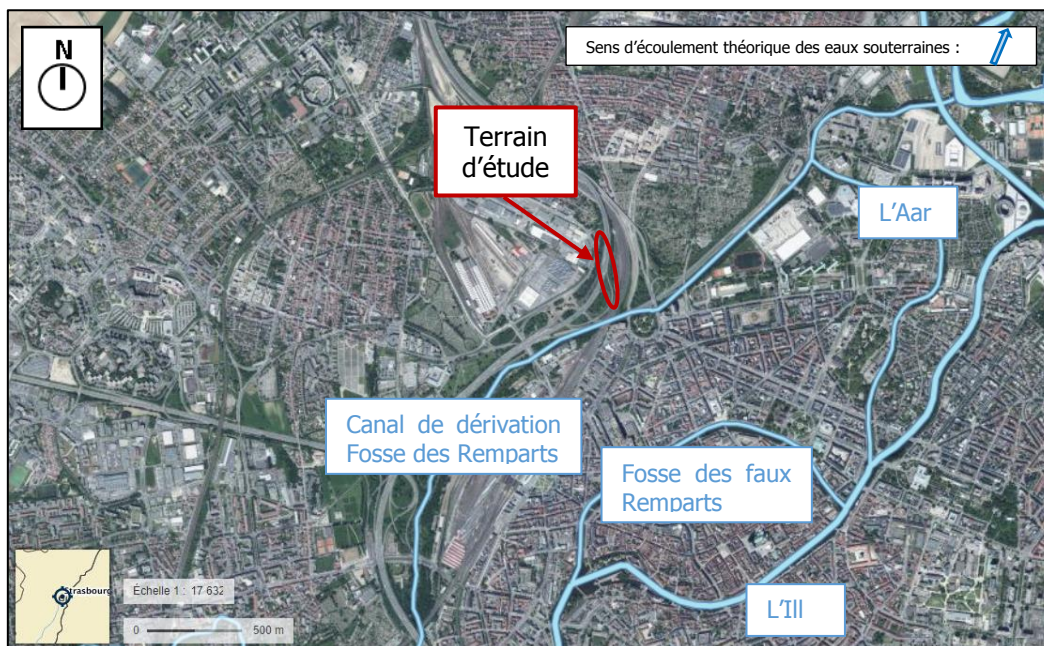 N
Sens d'écoulement théorique des eaux souterraines :
Terrain
d'étude
L'Aar
Canal de dérivation
Fosse des Remparts
Fosse des faux
Remparts
L'Ill
Strasbourg
Échelle 1 : 17 632
0 500 m